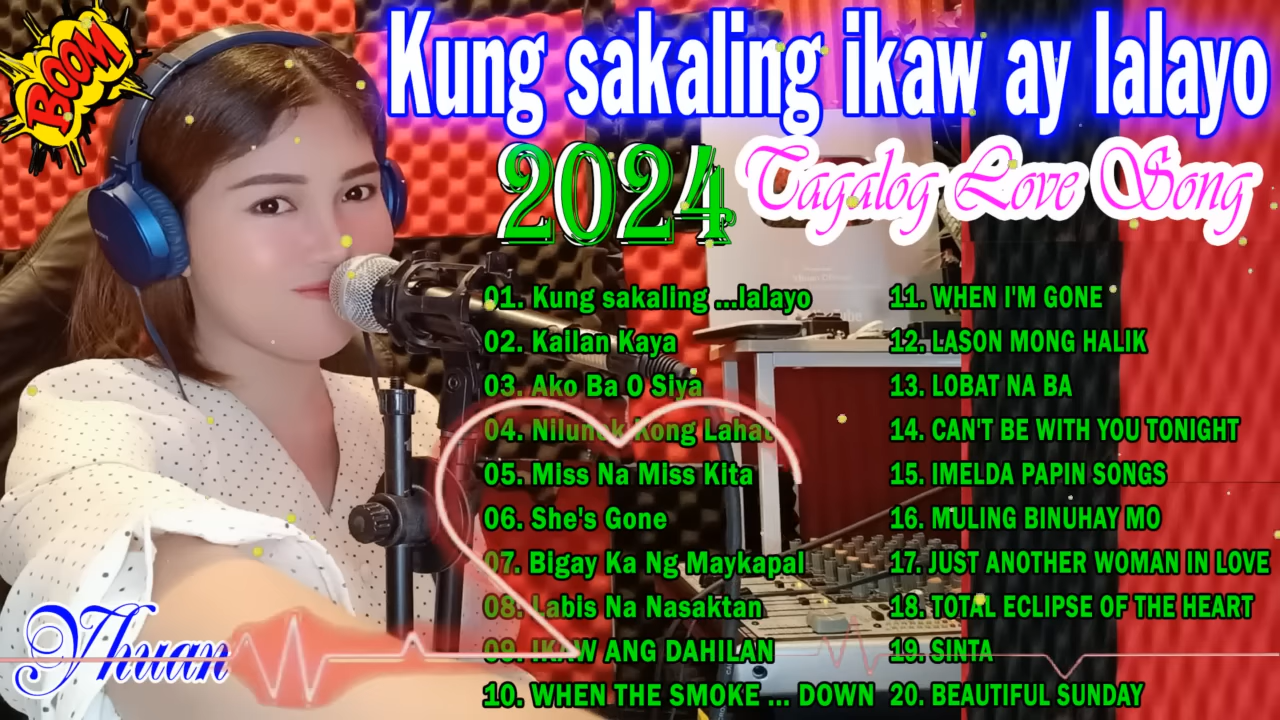 BOOM
Kung sakaling ikaw ay lalayo
2024 Tagalog Love Song
01. Kung sakaling ...lalayo
02. Kailan Kaya
03. Ako Ba O Siya
04. Nilunok Kong Lahat
05. Miss Na Miss Kita
06. She's Gone
07. Bigay Ka Ng Maykapal
08. Labis Na Nasaktan
09. IKAW ANG DAHILAN
10. WHEN THE SMOKE ... DOWN
11. WHEN I'M GONE
12. LASON MONG HALIK
13. LOBAT NA BA
14. CAN'T BE WITH YOU TONIGHT
15. IMELDA PAPIN SONGS
16. MULING BINUHAY MO
17. JUST ANOTHER WOMAN IN LOVE
18. TOTAL ECLIPSE OF THE HEART
19. SINTA
20. BEAUTIFUL SUNDAY
Thuan